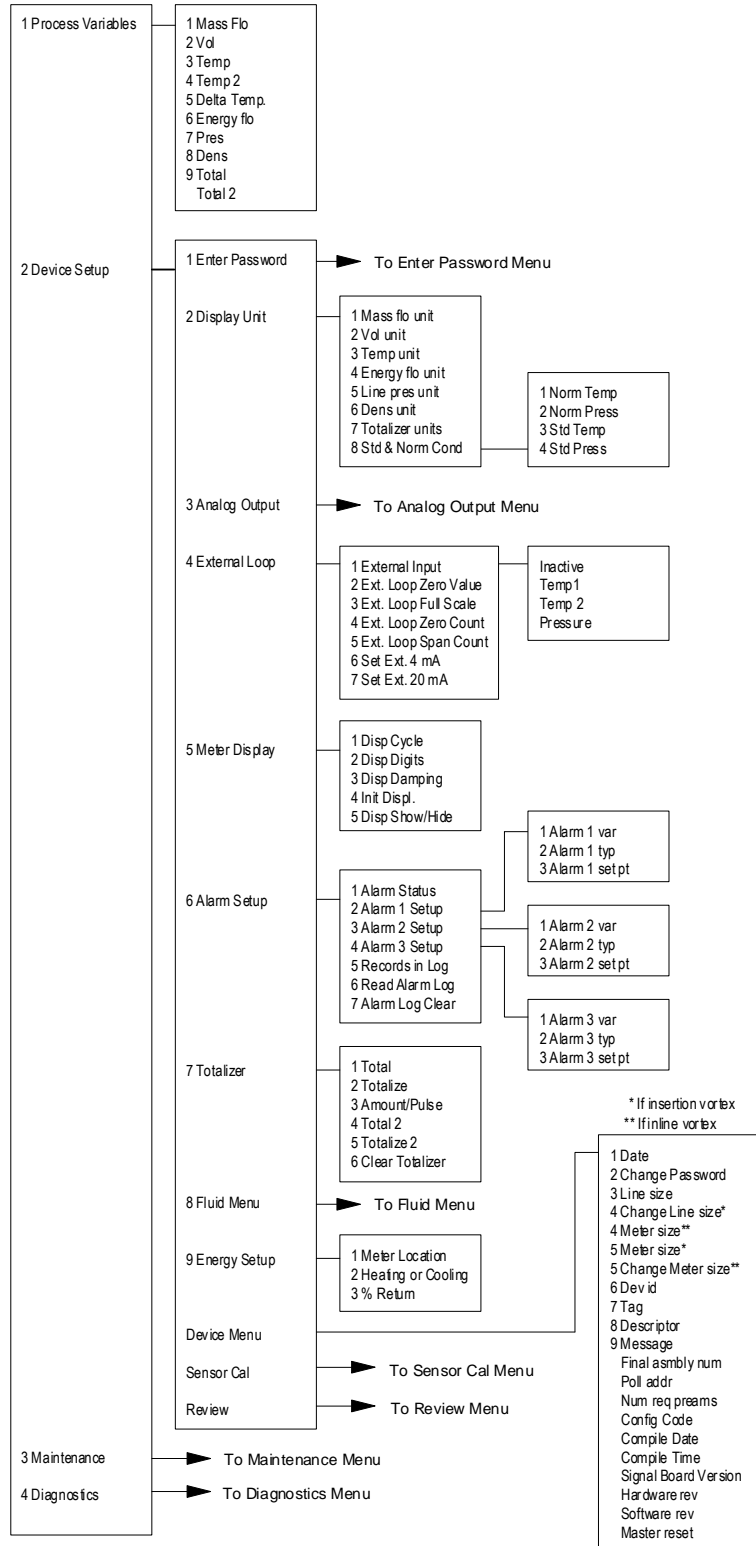 1 Process Variables
1 Mass Flo
2 Vol
3 Temp
4 Temp 2
5 Delta Temp.
6 Energy flo
7 Pres
8 Dens
9 Total
Total 2
2 Device Setup
1 Enter Password
To Enter Password Menu
2 Display Unit
1 Mass flo unit
2 Vol unit
3 Temp unit
4 Energy flo unit
5 Line pres unit
6 Dens unit
7 Totalizer units
8 Std & Norm Cond
1 Norm Temp
2 Norm Press
3 Std Temp
4 Std Press
3 Analog Output
To Analog Output Menu
4 External Loop
1 External Input
2 Ext. Loop Zero Value
3 Ext. Loop Full Scale
4 Ext. Loop Zero Count
5 Ext. Loop Span Count
6 Set Ext. 4 mA
7 Set Ext. 20 mA
Inactive
Temp1
Temp 2
Pressure
5 Meter Display
1 Disp Cycle
2 Disp Digits
3 Disp Damping
4 Init Displ.
5 Disp Show/Hide
6 Alarm Setup
1 Alarm Status
2 Alarm 1 Setup
3 Alarm 2 Setup
4 Alarm 3 Setup
5 Records in Log
6 Read Alarm Log
7 Alarm Log Clear
1 Alarm 1 var
2 Alarm 1 typ
3 Alarm 1 set pt
1 Alarm 2 var
2 Alarm 2 typ
3 Alarm 2 set pt
1 Alarm 3 var
2 Alarm 3 typ
3 Alarm 3 set pt
7 Totalizer
1 Total
2 Totalize
3 Amount/Pulse
4 Total 2
5 Totalize 2
6 Clear Totalizer
8 Fluid Menu
To Fluid Menu
9 Energy Setup
1 Meter Location
2 Heating or Cooling
3 % Return
Device Menu
* If insertion vortex
** If inline vortex
1 Date
2 Change Password
3 Line size
4 Change Line size*
4 Meter size**
5 Meter size*
5 Change Meter size**
6 Dev id
7 Tag
8 Descriptor
9 Message
Final asmbly num
Poll addr
Num req preams
Config Code
Compile Date
Compile Time
Signal Board Version
Hardware rev
Software rev
Master reset
Sensor Cal
To Sensor Cal Menu
Review
To Review Menu
3 Maintenance
To Maintenance Menu
4 Diagnostics
To Diagnostics Menu